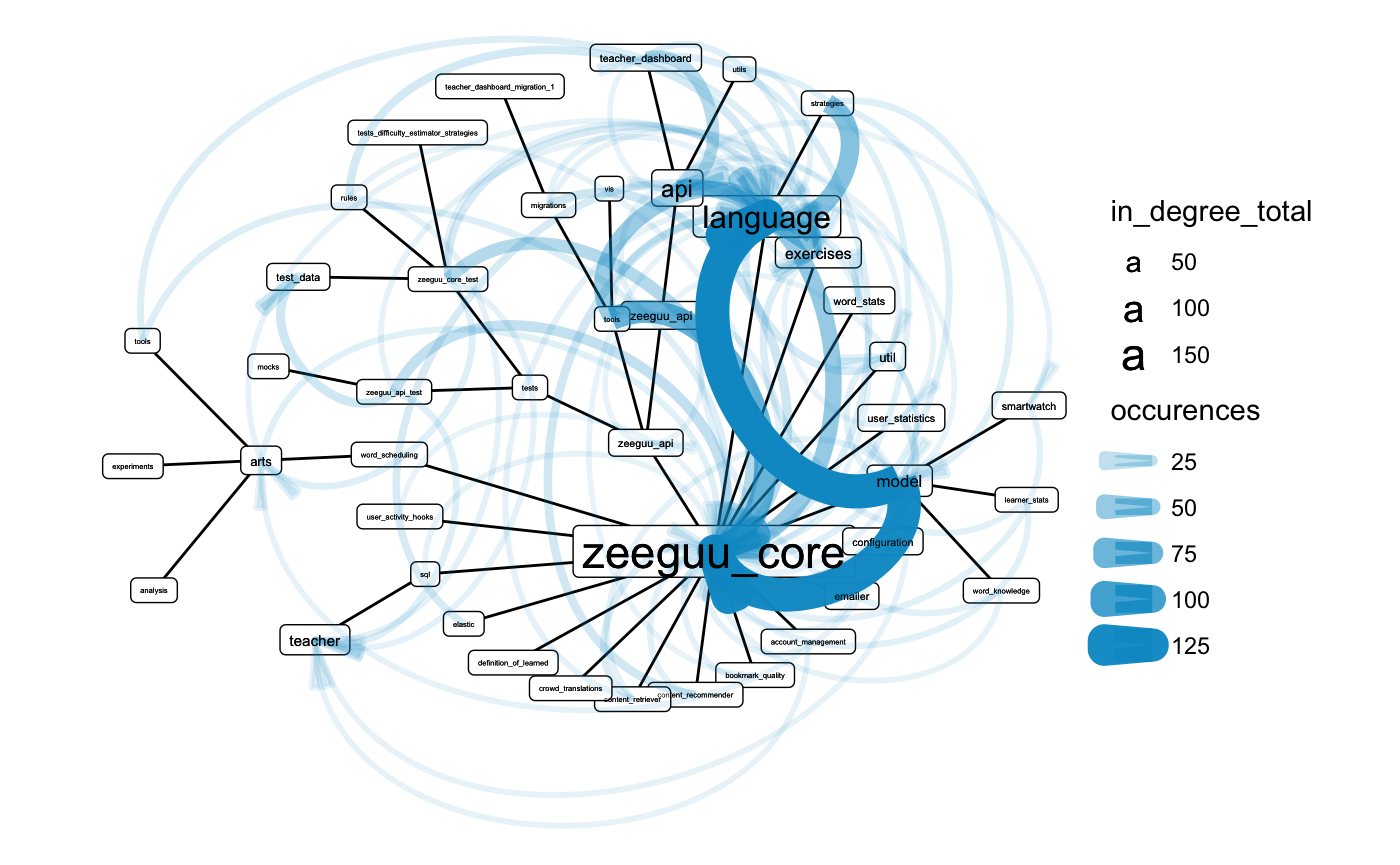 teacher_dashboard
utils
teacher_dashboard_migration_1
strategies
tests_difficulty_estimator_strategies
vis
api
rules
migrations
language
in_degree_total
exercises
a 50
test_data
zeeguu_core_test
word_stats
a 100
tools
zeeguu_api
tools
util
a 150
mocks
zeeguu_api_test
tests
smartwatch
occurences
user_statistics
zeeguu_api
word_scheduling
arts
experiments
25
model
learner_stats
50
user_activity_hooks
configuration
zeeguu_core
75
sql
analysis
word_knowledge
emailer
100
elastic
teacher
account_management
125
definition_of_learned
bookmark_quality
crowd_translations
content_recommender
content_retriever